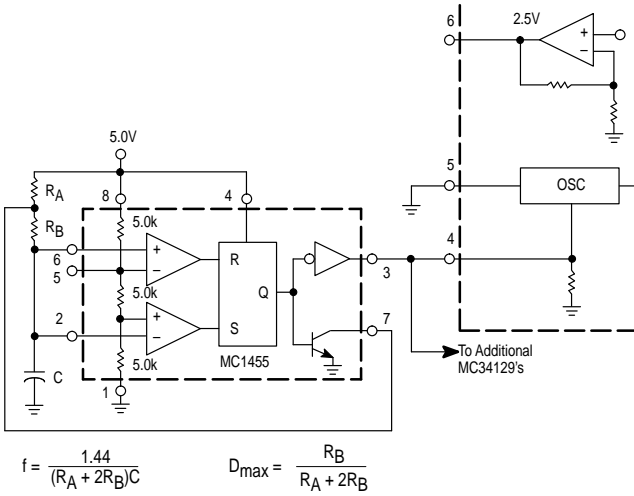 6
2.5V
+
−
5.0V
R_A
8
4
5
OSC
R_B
5.0k
+
−
R
6
5
3
4
5.0k
Q
2
+
−
S
7
5.0k
MC1455
C
1
To Additional
MC34129's
f = 1.44 / (R_A + 2R_B)C
D_max = R_B / R_A + 2R_B